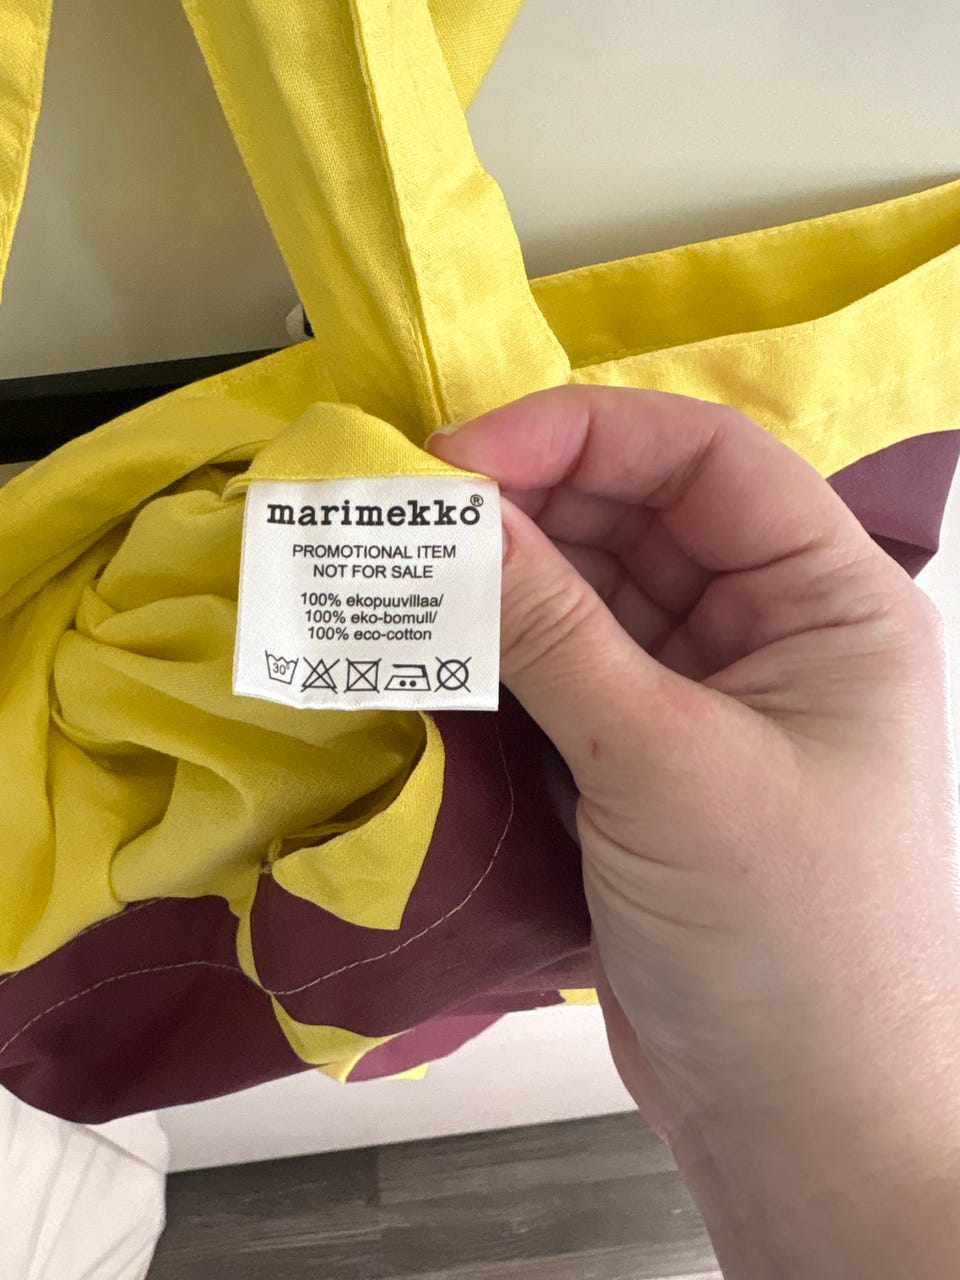 marimekko®
PROMOTIONAL ITEM
NOT FOR SALE
100% ekopuuvillaa/
100% eko-bomull/
100% eco-cotton
30°